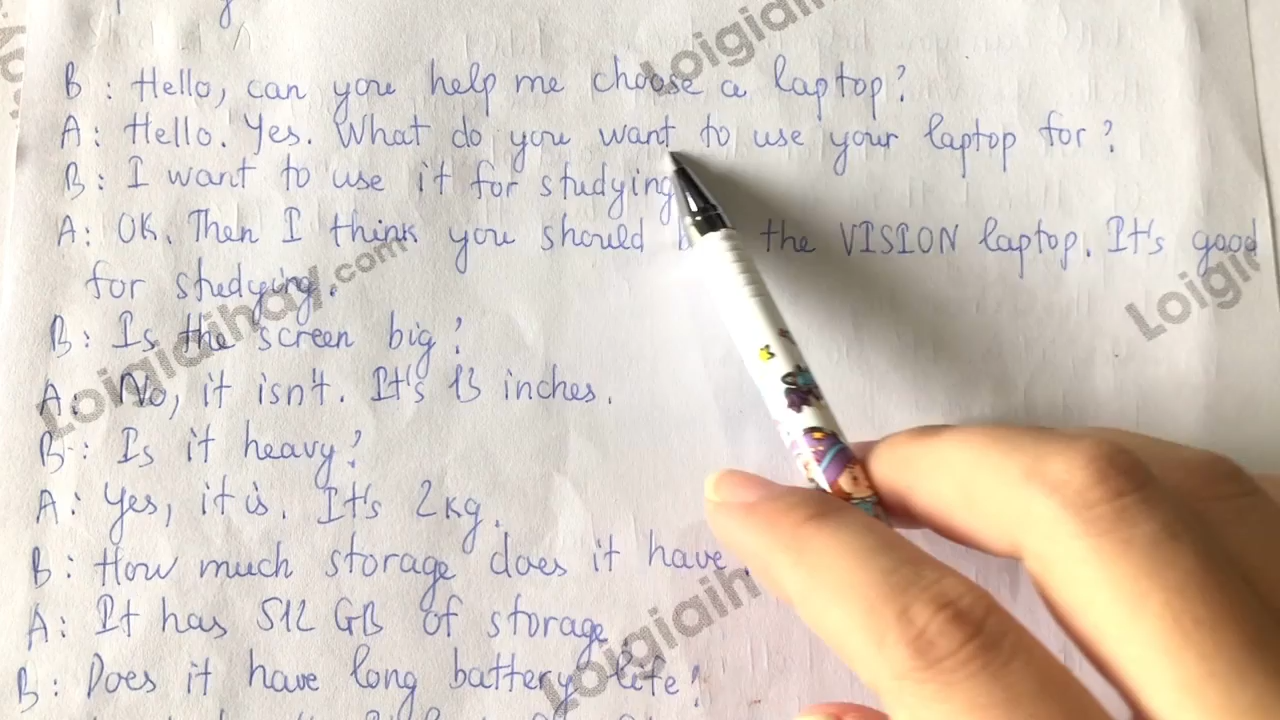 B: Hello, can you help me choose a laptop?
A: Hello. Yes. What do you want to use your laptop for?
B: I want to use it for studying
A: OK. Then I think you should the VISION laptop. It's good
for studying.
B: Is the screen big?
A: No, it isn't. It's 13 inches.
B: Is it heavy?
A: Yes, it is. It's 2kg.
B: How much storage does it have
A: It has 512 GB of storage.
B: Does it have long battery life?
Loigiaihay.com